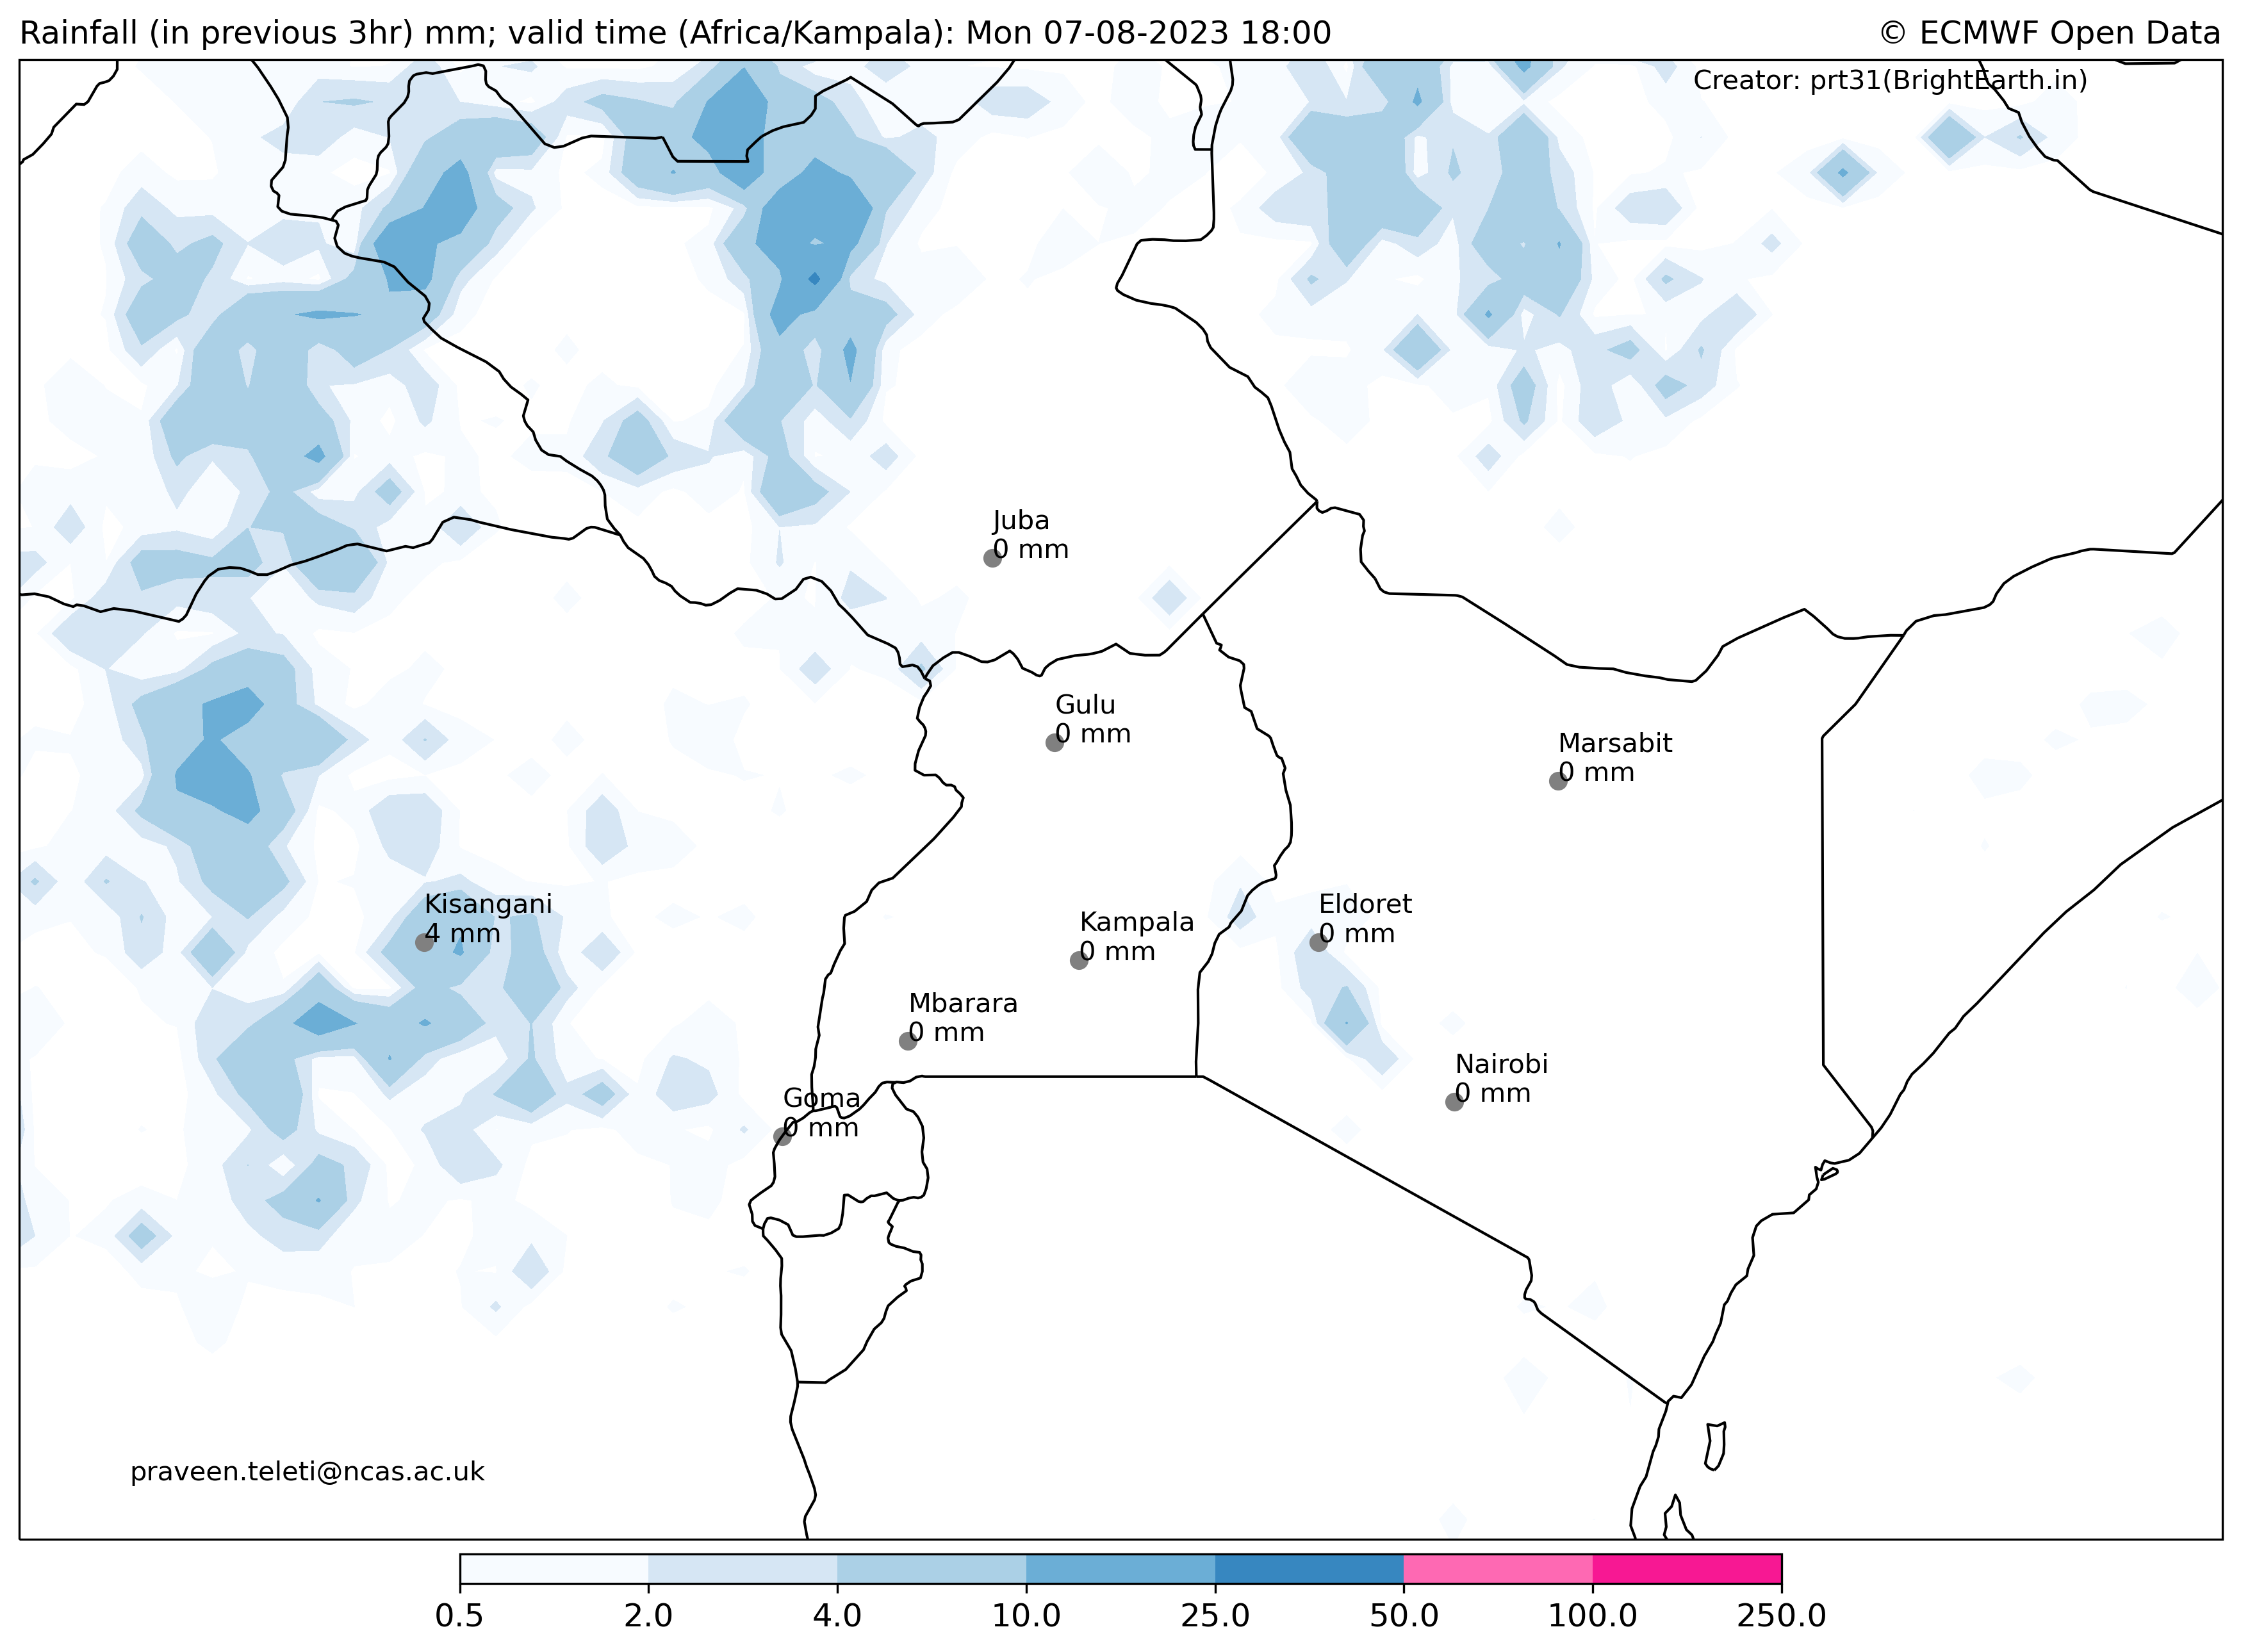 Rainfall (in previous 3hr) mm; valid time (Africa/Kampala): Mon 07-08-2023 18:00
© ECMWF Open Data
Creator: prt31(BrightEarth.in)
Juba
0 mm
Gulu
0 mm
Marsabit
0 mm
Kisangani
4 mm
Kampala
0 mm
Eldoret
0 mm
Mbarara
0 mm
Nairobi
0 mm
Goma
0 mm
praveen.teleti@ncas.ac.uk
0.5 2.0 4.0 10.0 25.0 50.0 100.0 250.0